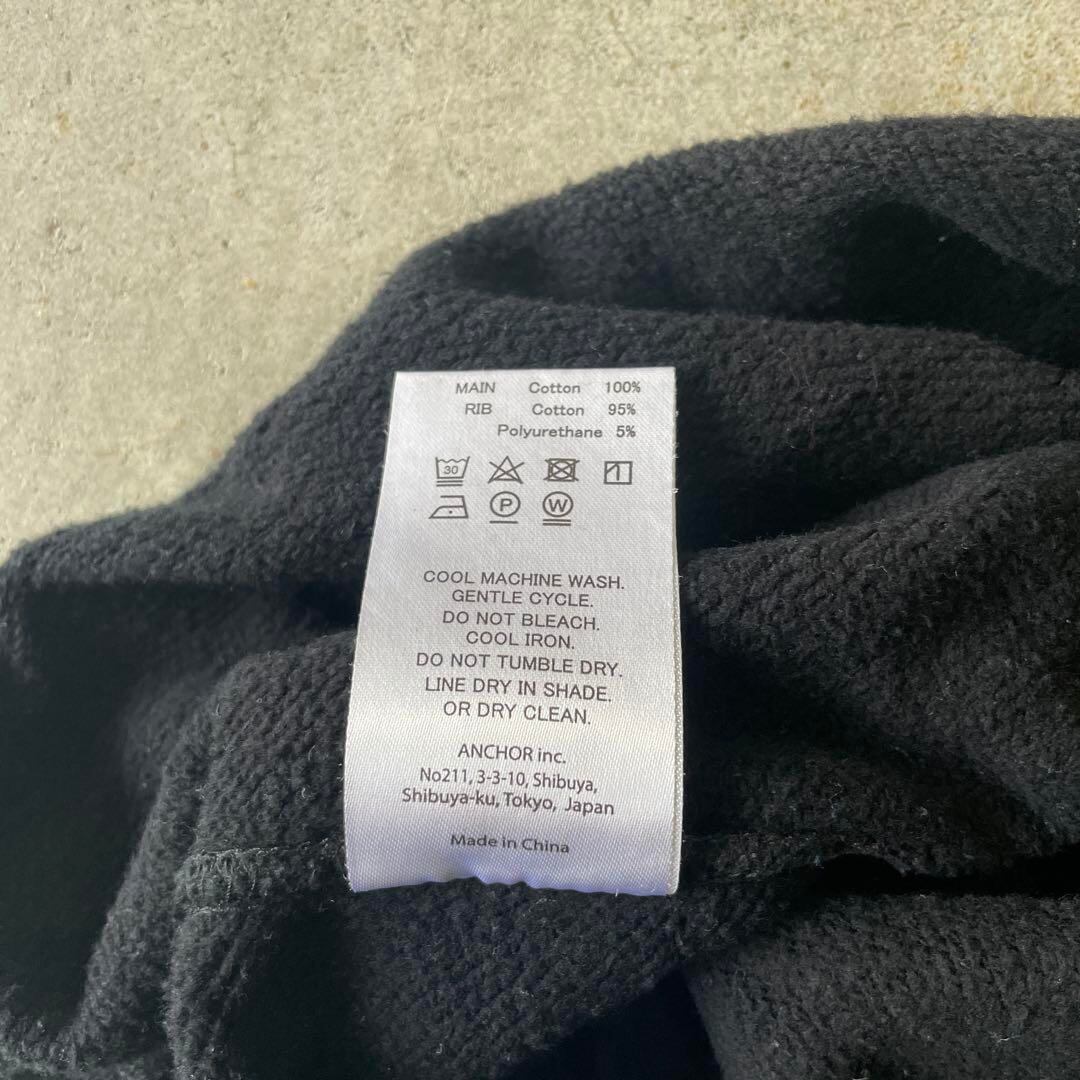 MAIN Cotton 100%
RIB Cotton 95%
Polyurethane 5%
30
P W
COOL MACHINE WASH.
GENTLE CYCLE.
DO NOT BLEACH.
COOL IRON.
DO NOT TUMBLE DRY.
LINE DRY IN SHADE.
OR DRY CLEAN.
ANCHOR inc.
No211, 3-3-10, Shibuya,
Shibuya-ku, Tokyo, Japan
Made in China